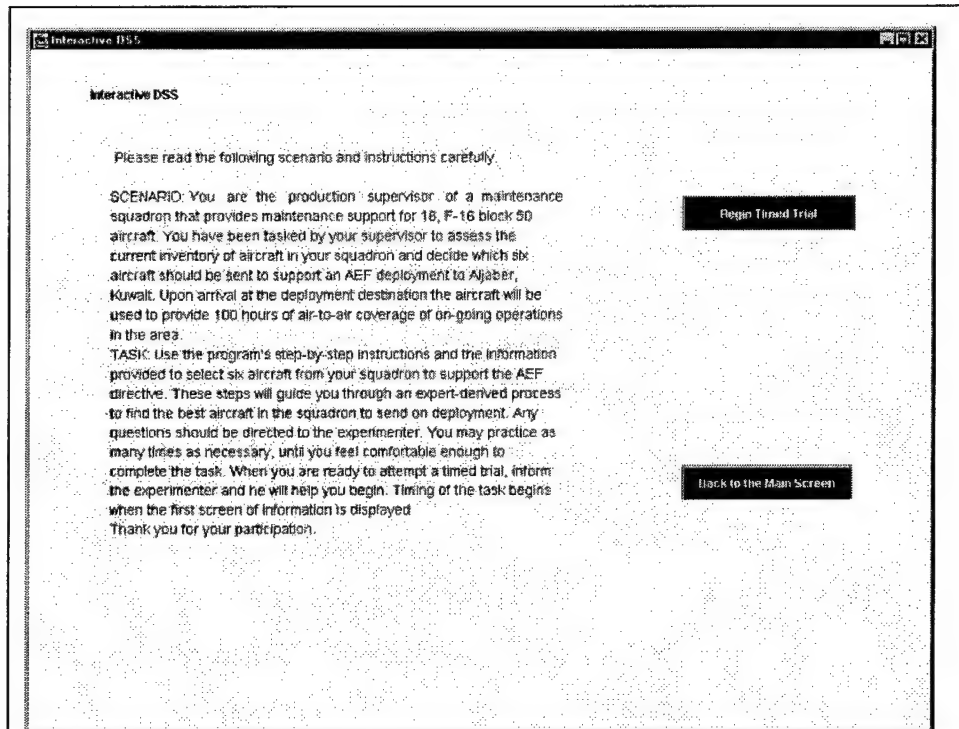 Interactive DSS
Interactive DSS
Please read the following scenario and instructions carefully.
SCENARIO: You are the production supervisor of a maintenance
squadron that provides maintenance support for 18, F-16 block 50
aircraft. You have been tasked by your supervisor to assess the
current inventory of aircraft in your squadron and decide which six
aircraft should be sent to support an AEF deployment to Aljaber,
Kuwait. Upon arrival at the deployment destination the aircraft will be
used to provide 100 hours of air-to-air coverage of on-going operations
in the area.
TASK: Use the program's step-by-step instructions and the information
provided to select six aircraft from your squadron to support the AEF
directive. These steps will guide you through an expert-derived process
to find the best aircraft in the squadron to send on deployment. Any
questions should be directed to the experimenter. You may practice as
many times as necessary, until you feel comfortable enough to
complete the task. When you are ready to attempt a timed trial, inform
the experimenter and he will help you begin. Timing of the task begins
when the first screen of information is displayed
Thank you for your participation.
Begin Timed Trial
Back to the Main Screen